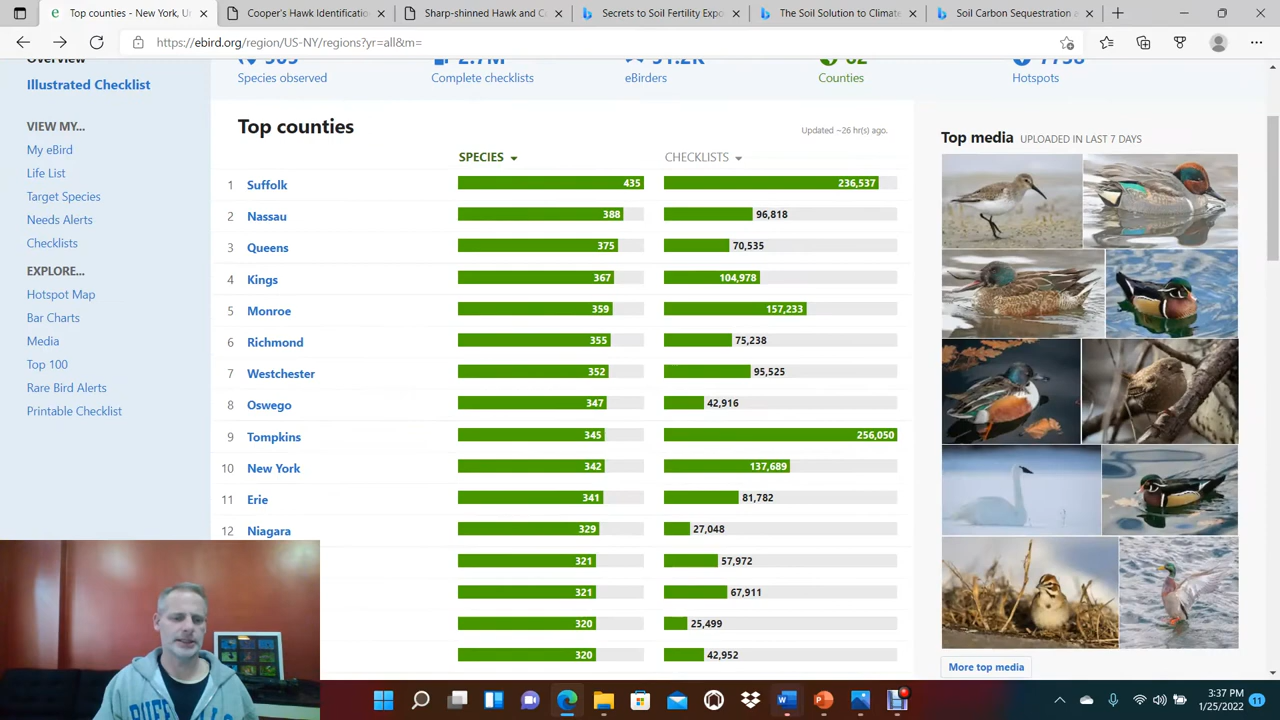 Top counties - New York, U
Cooper's Hawk Identificatio
Sharp-shinned Hawk and C
Secrets to Soil Fertility Expo
The Soil Solution to Climate
Soil Carbon Sequestration a
https://ebird.org/region/US-NY/regions?yr=all&m=
Overview
Illustrated Checklist
VIEW MY...
My eBird
Life List
Target Species
Needs Alerts
Checklists
EXPLORE...
Hotspot Map
Bar Charts
Media
Top 100
Rare Bird Alerts
Printable Checklist
Species observed
Complete checklists
eBirders
Counties
Hotspots
Top counties
Updated ~26 hr(s) ago.
SPECIES CHECKLISTS
1 Suffolk 435 236,537
2 Nassau 388 96,818
3 Queens 375 70,535
4 Kings 367 104,978
5 Monroe 359 157,233
6 Richmond 355 75,238
7 Westchester 352 95,525
8 Oswego 347 42,916
9 Tompkins 345 256,050
10 New York 342 137,689
11 Erie 341 81,782
12 Niagara 329 27,048
321 57,972
321 67,911
320 25,499
320 42,952
Top media UPLOADED IN LAST 7 DAYS
More top media
3:37 PM
1/25/2022